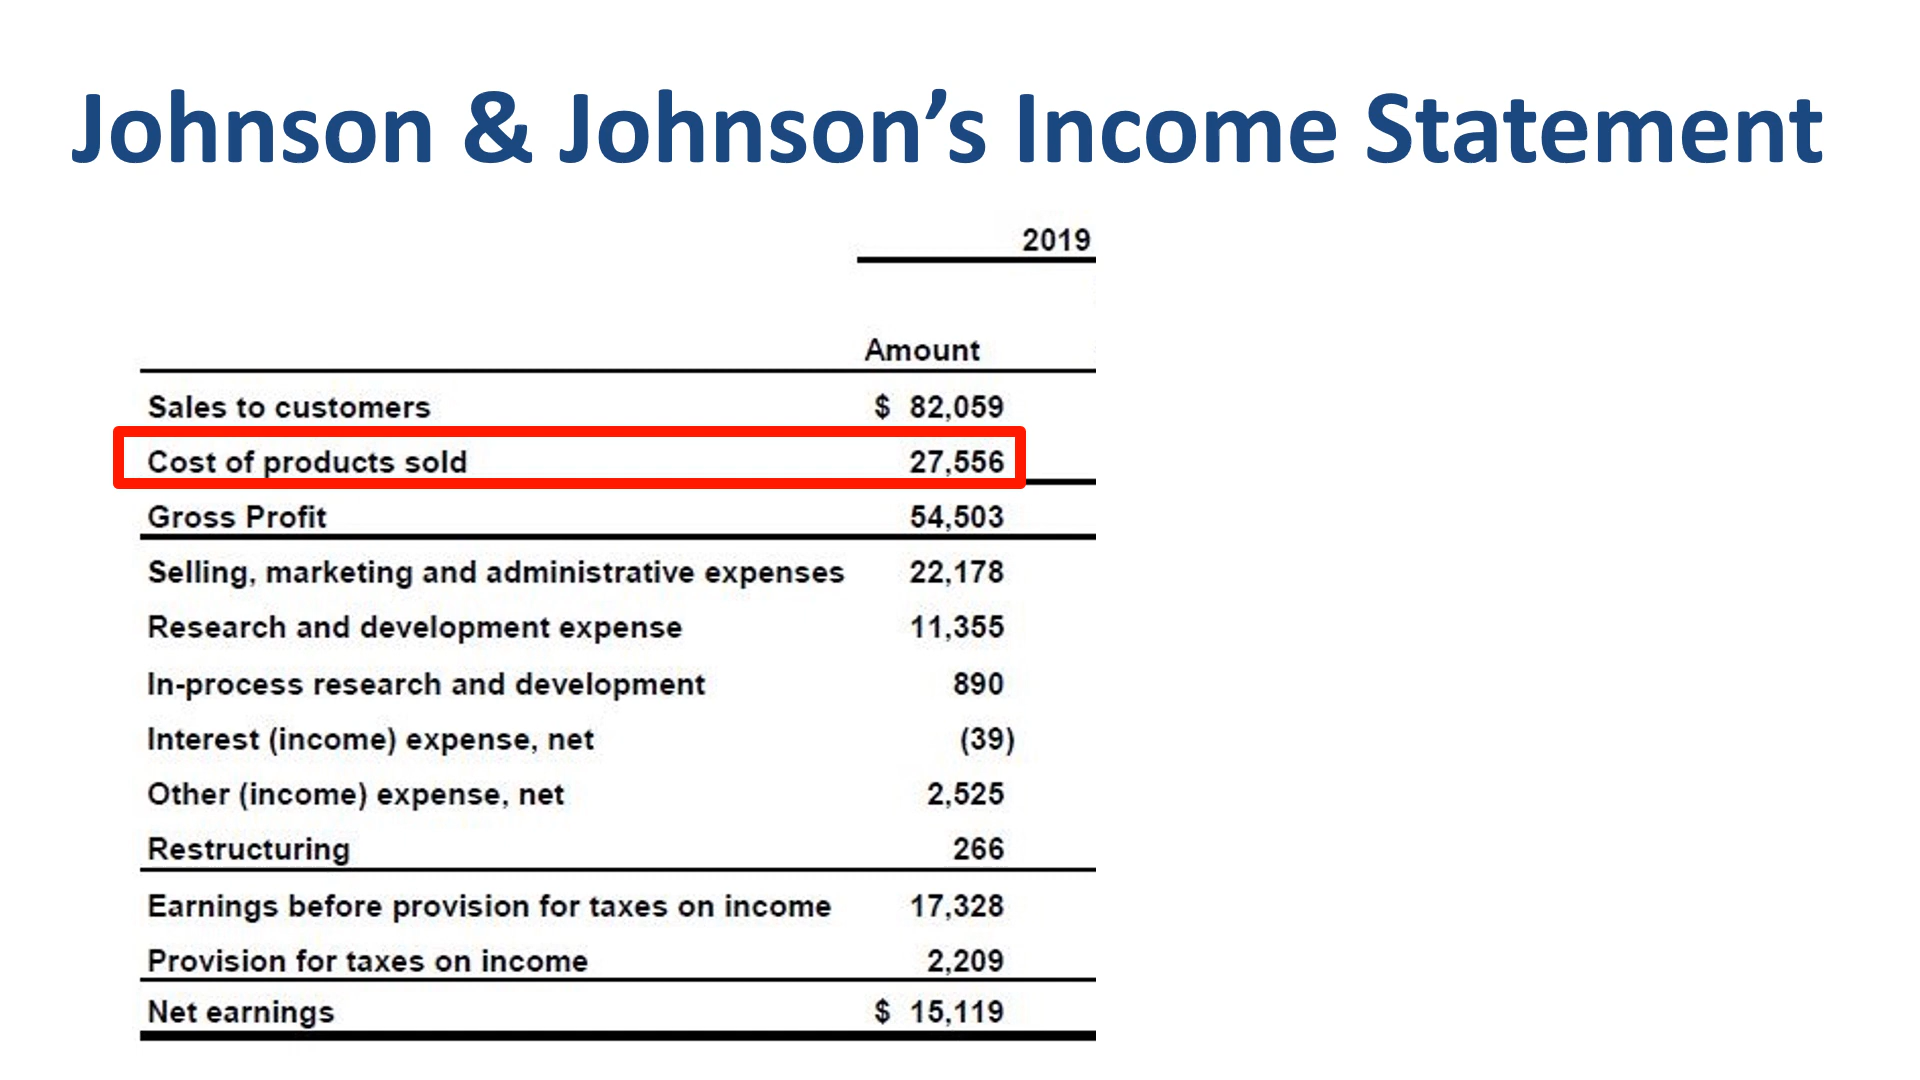 Johnson & Johnson’s Income Statement
2019
Amount
Sales to customers $ 82,059
Cost of products sold 27,556
Gross Profit 54,503
Selling, marketing and administrative expenses 22,178
Research and development expense 11,355
In-process research and development 890
Interest (income) expense, net (39)
Other (income) expense, net 2,525
Restructuring 266
Earnings before provision for taxes on income 17,328
Provision for taxes on income 2,209
Net earnings $ 15,119